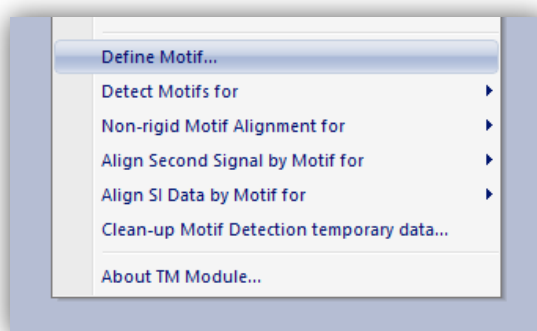 Define Motif...
Detect Motifs for
Non-rigid Motif Alignment for
Align Second Signal by Motif for
Align SI Data by Motif for
Clean-up Motif Detection temporary data...
About TM Module...